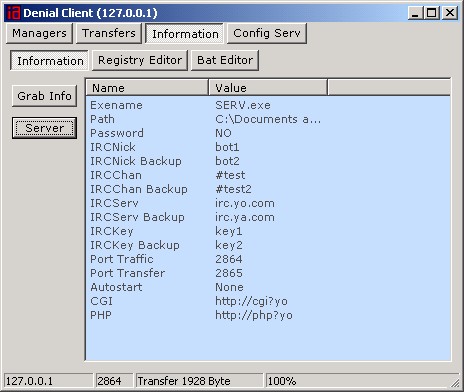 Denial Client (127.0.0.1)
Managers Transfers Information Config Serv
Information Registry Editor Bat Editor
Grab Info
Server
Name Value
Exename SERV.exe
Path C:\Documents a...
Password NO
IRCNick bot1
IRCNick Backup bot2
IRCChan #test
IRCChan Backup #test2
IRCServ irc.yo.com
IRCServ Backup irc.ya.com
IRCKey key1
IRCKey Backup key2
Port Traffic 2864
Port Transfer 2865
Autostart None
CGI http://cgi?yo
PHP http://php?yo
127.0.0.1 2864 Transfer 1928 Byte 100%